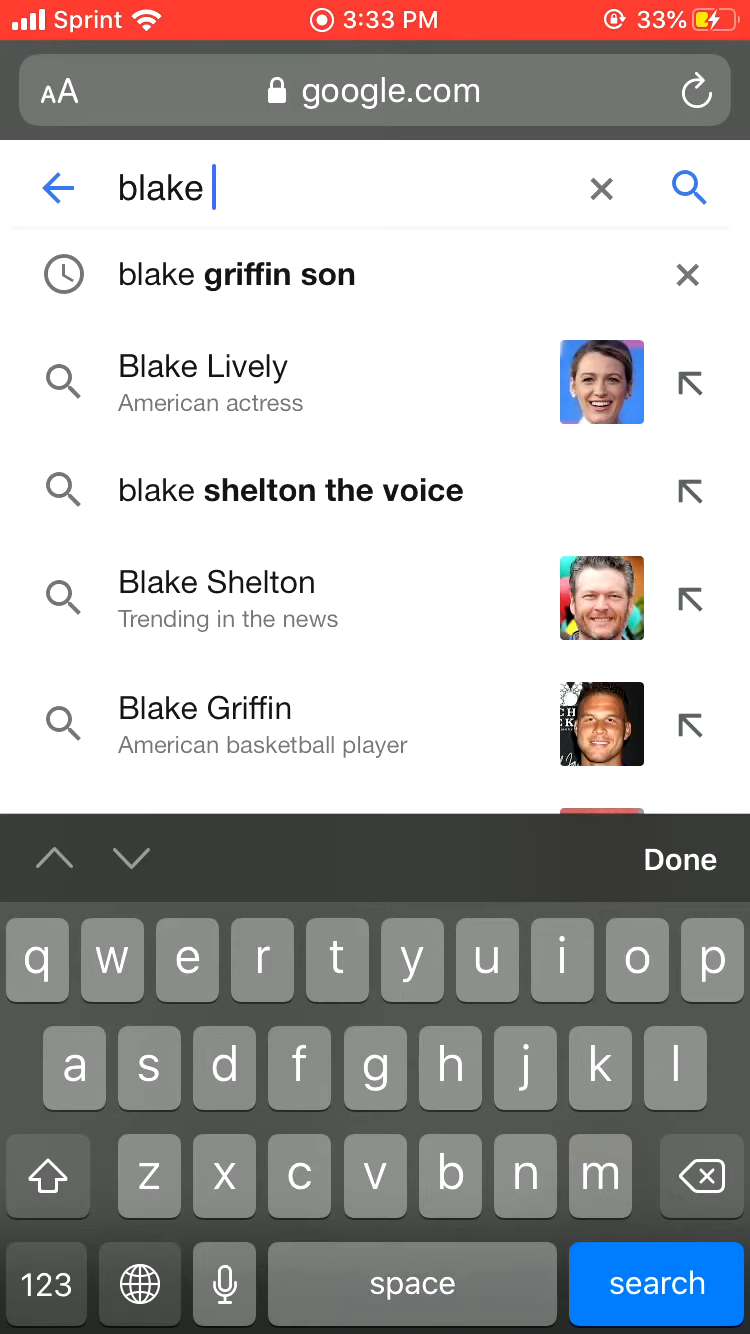 Sprint 3:33 PM 33%
AA google.com
blake
blake griffin son
Blake Lively
American actress
blake shelton the voice
Blake Shelton
Trending in the news
Blake Griffin
American basketball player
Done
q w e r t y u i o p
a s d f g h j k l
z x c v b n m
123 space search